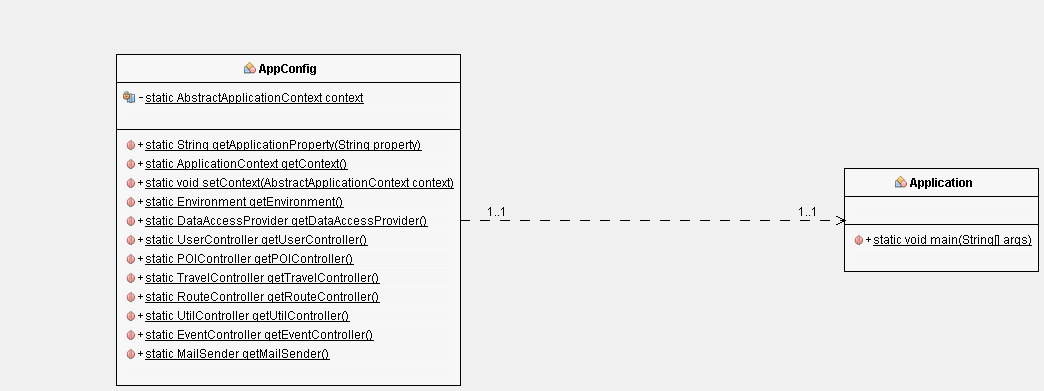 AppConfig
- static AbstractApplicationContext context
+ static String getApplicationProperty(String property)
+ static ApplicationContext getContext()
+ static void setContext(AbstractApplicationContext context)
+ static Environment getEnvironment()
+ static DataAccessProvider getDataAccessProvider()
+ static UserController getUserController()
+ static POIController getPOIController()
+ static TravelController getTravelController()
+ static RouteController getRouteController()
+ static UtilController getUtilController()
+ static EventController getEventController()
+ static MailSender getMailSender()
1..1
1..1
Application
+ static void main(String[] args)